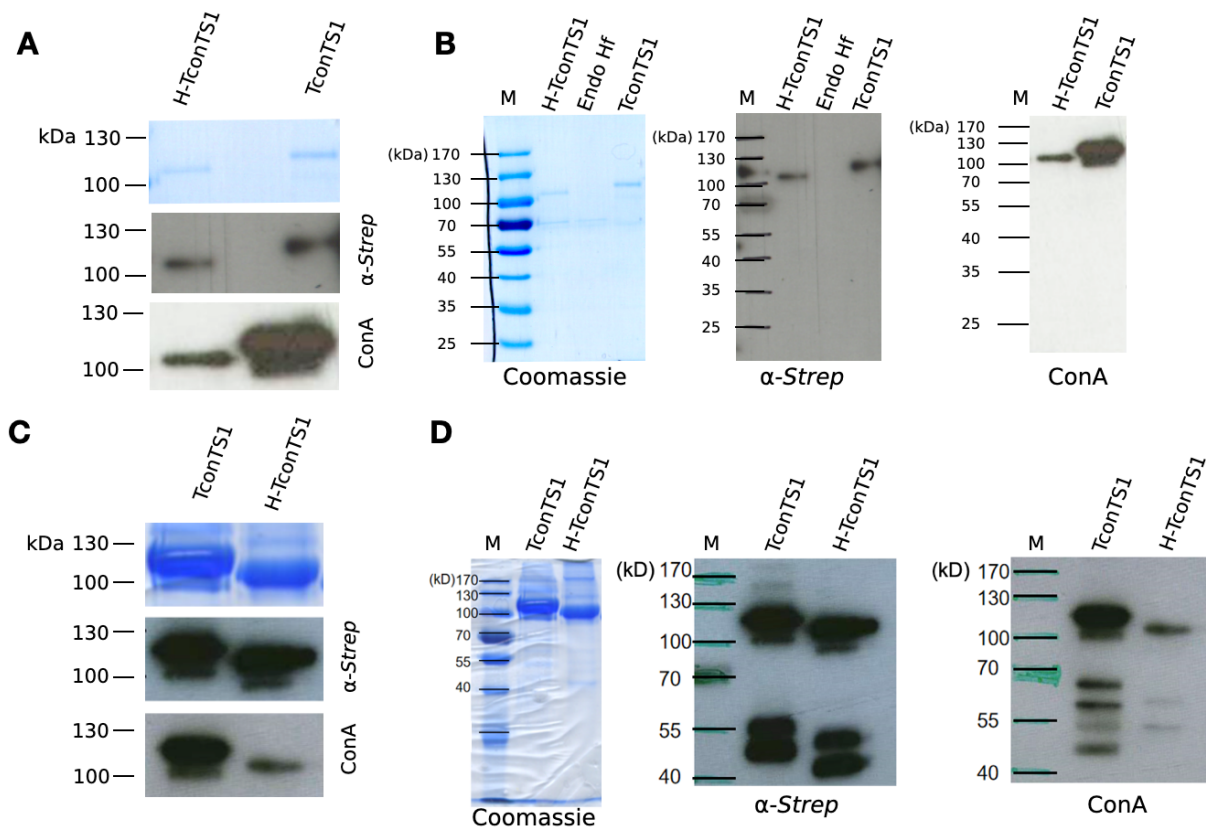 A
H-TconTS1
TconTS1
kDa 130
100
130
100
α-Strep
130
100
ConA
B
M
H-TconTS1
Endo Hf
TconTS1
(kDa) 170
130
100
70
55
40
35
25
Coomassie
M
H-TconTS1
Endo Hf
TconTS1
(kDa) 170
130
100
70
55
40
35
25
α-Strep
M
H-TconTS1
TconTS1
(kDa) 170
130
100
70
55
40
35
25
ConA
C
TconTS1
H-TconTS1
kDa 130
100
130
100
α-Strep
130
100
ConA
D
M
TconTS1
H-TconTS1
(kD) 170
130
100
70
55
40
Coomassie
M
TconTS1
H-TconTS1
(kD) 170
130
100
70
55
40
α-Strep
M
TconTS1
H-TconTS1
(kD) 170
130
100
70
55
40
ConA